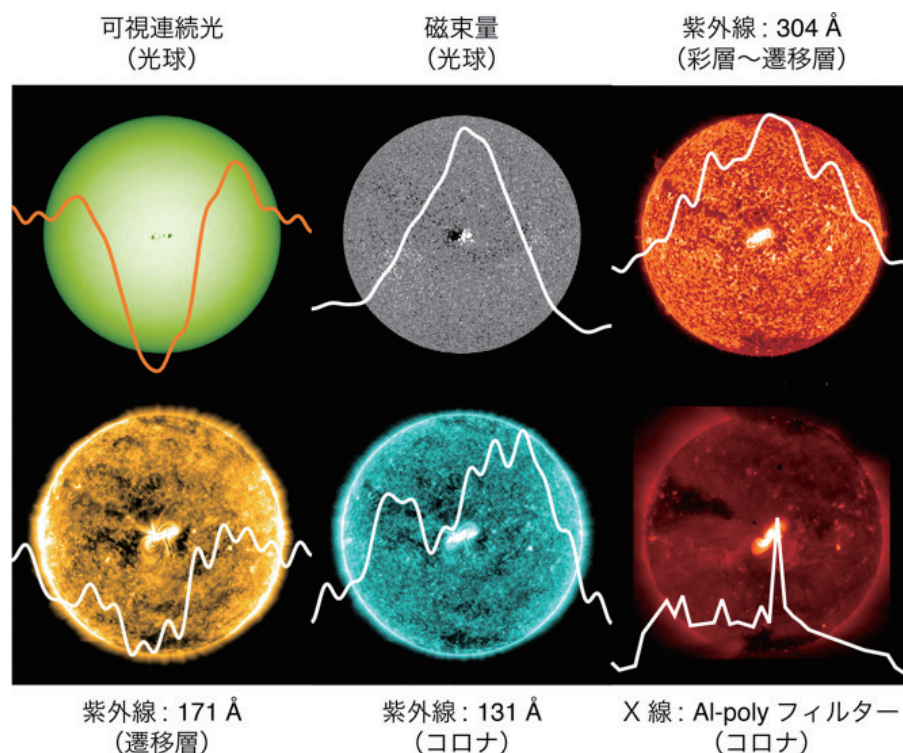 可視連続光
（光球）
磁束量
（光球）
紫外線：304 Å
（彩層〜遷移層）
紫外線：171 Å
（遷移層）
紫外線：131 Å
（コロナ）
X 線：Al-poly フィルター
（コロナ）